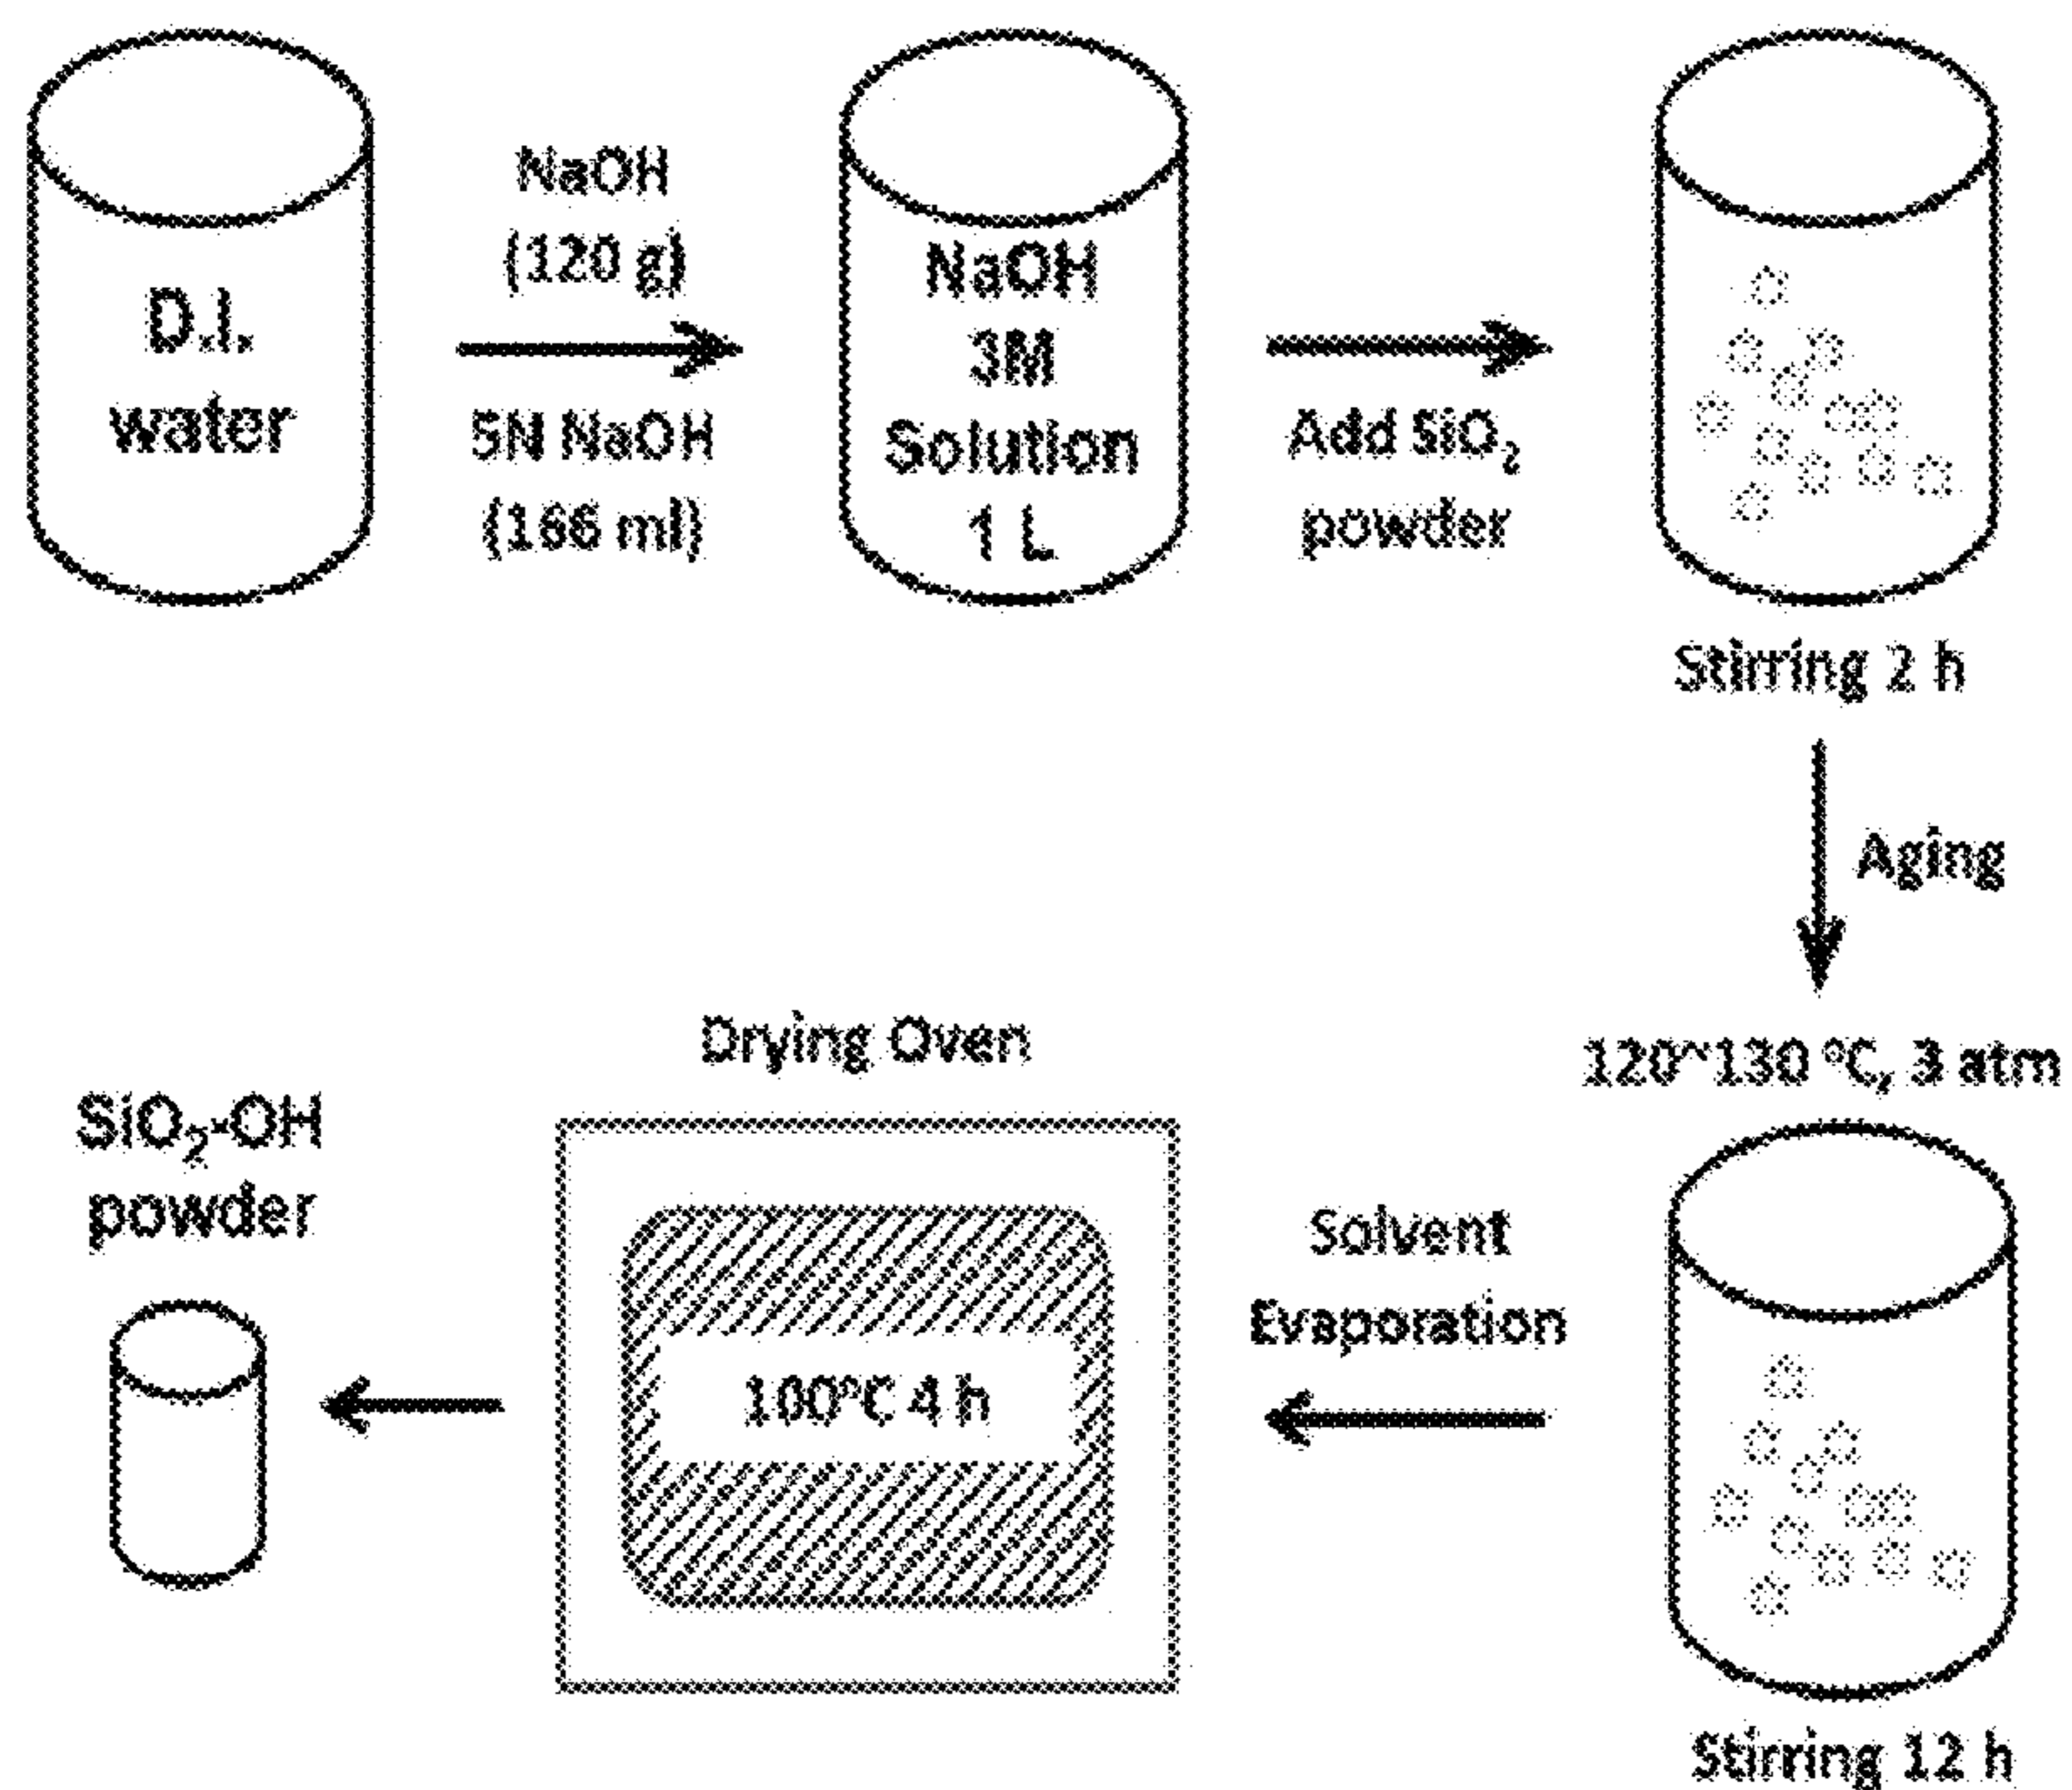 D.I.
water
NaOH
(120 g)
5N NaOH
(166 ml)
NaOH
3M
Solution
1 L
Add SiO₂
powder
Stirring 2 h
Aging
120~130 °C, 3 atm
Stirring 12 h
Solvent
Evaporation
Drying Oven
100°C 4 h
SiO₂-OH
powder